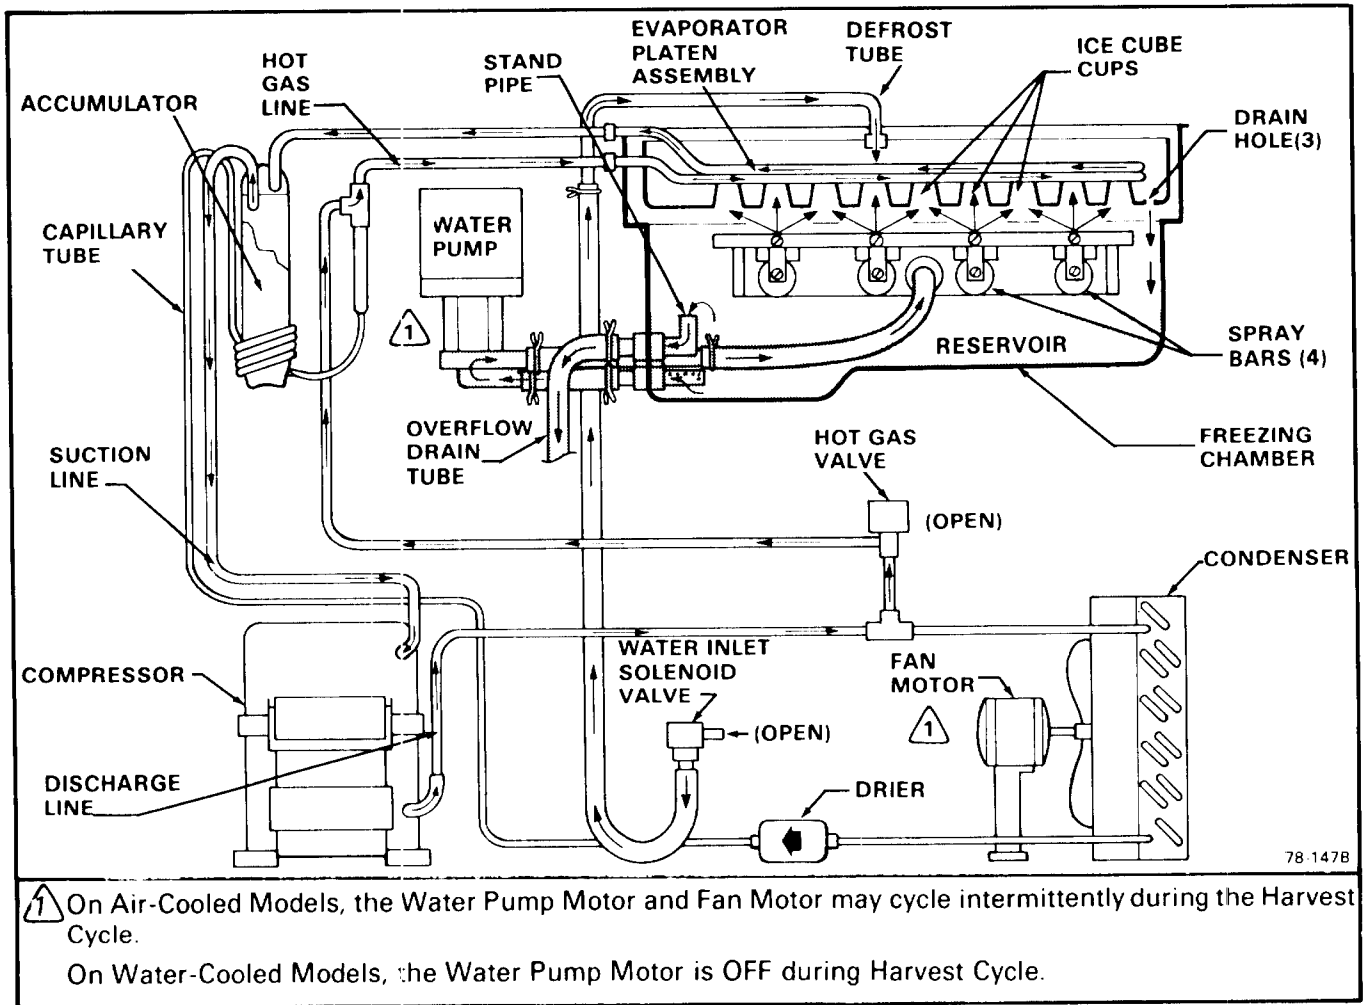 EVAPORATOR
PLATEN
ASSEMBLY
DEFROST
TUBE
ICE CUBE
CUPS
HOT
GAS
LINE
STAND
PIPE
ACCUMULATOR
DRAIN
HOLE(3)
CAPILLARY
TUBE
WATER
PUMP
1
RESERVOIR
SPRAY
BARS (4)
OVERFLOW
DRAIN
TUBE
HOT GAS
VALVE
FREEZING
CHAMBER
SUCTION
LINE
(OPEN)
CONDENSER
WATER INLET
SOLENOID
VALVE
FAN
MOTOR
COMPRESSOR
1
(OPEN)
DISCHARGE
LINE
DRIER
78-147B
1 On Air-Cooled Models, the Water Pump Motor and Fan Motor may cycle intermittently during the Harvest
Cycle.
On Water-Cooled Models, the Water Pump Motor is OFF during Harvest Cycle.